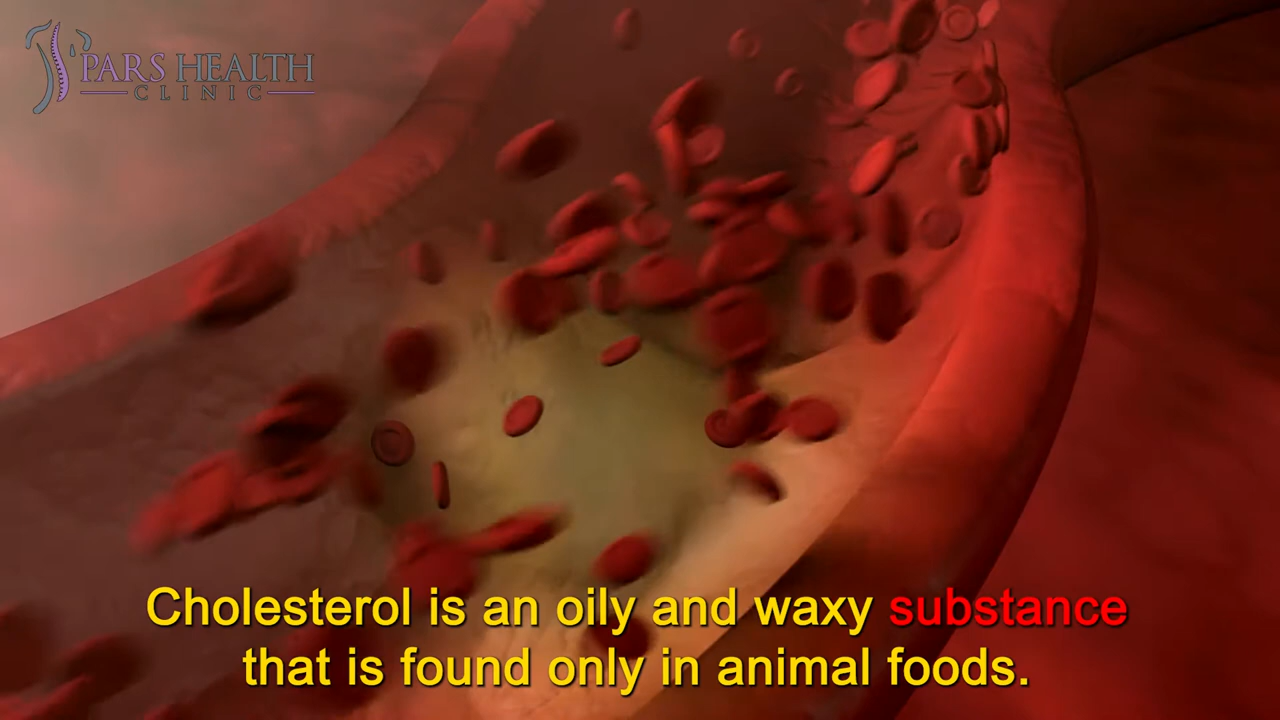 PARS HEALTH
CLINIC
Cholesterol is an oily and waxy substance
that is found only in animal foods.